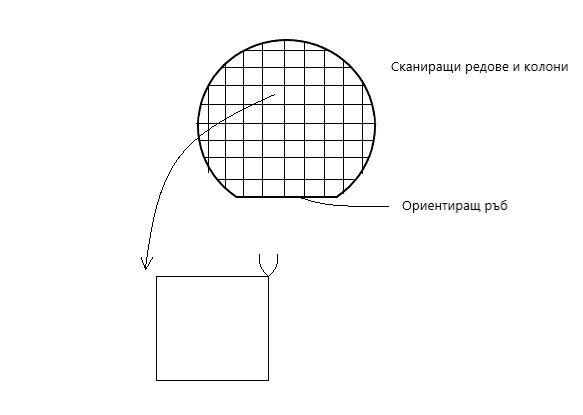 Сканиращи редове и колони
Ориентиращ ръб